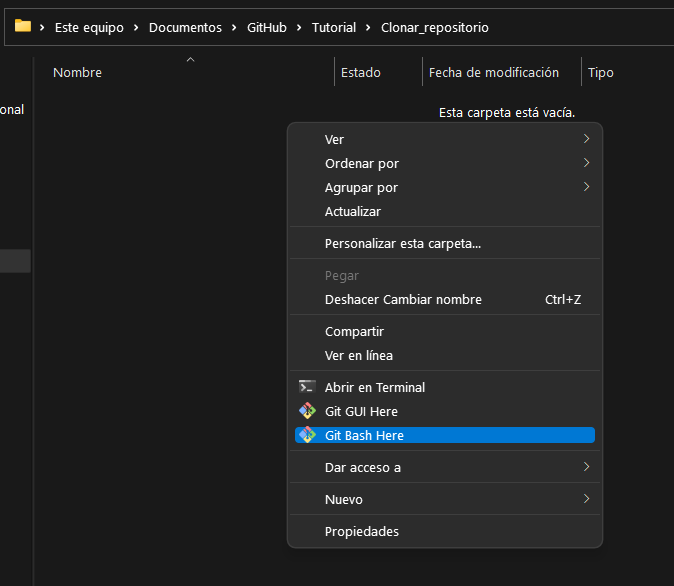 Este equipo > Documentos > GitHub > Tutorial > Clonar_repositorio
Nombre Estado Fecha de modificación Tipo
onal
Esta carpeta está vacía.
Ver
Ordenar por
Agrupar por
Actualizar
Personalizar esta carpeta...
Pegar
Deshacer Cambiar nombre Ctrl+Z
Compartir
Ver en línea
Abrir en Terminal
Git GUI Here
Git Bash Here
Dar acceso a
Nuevo
Propiedades